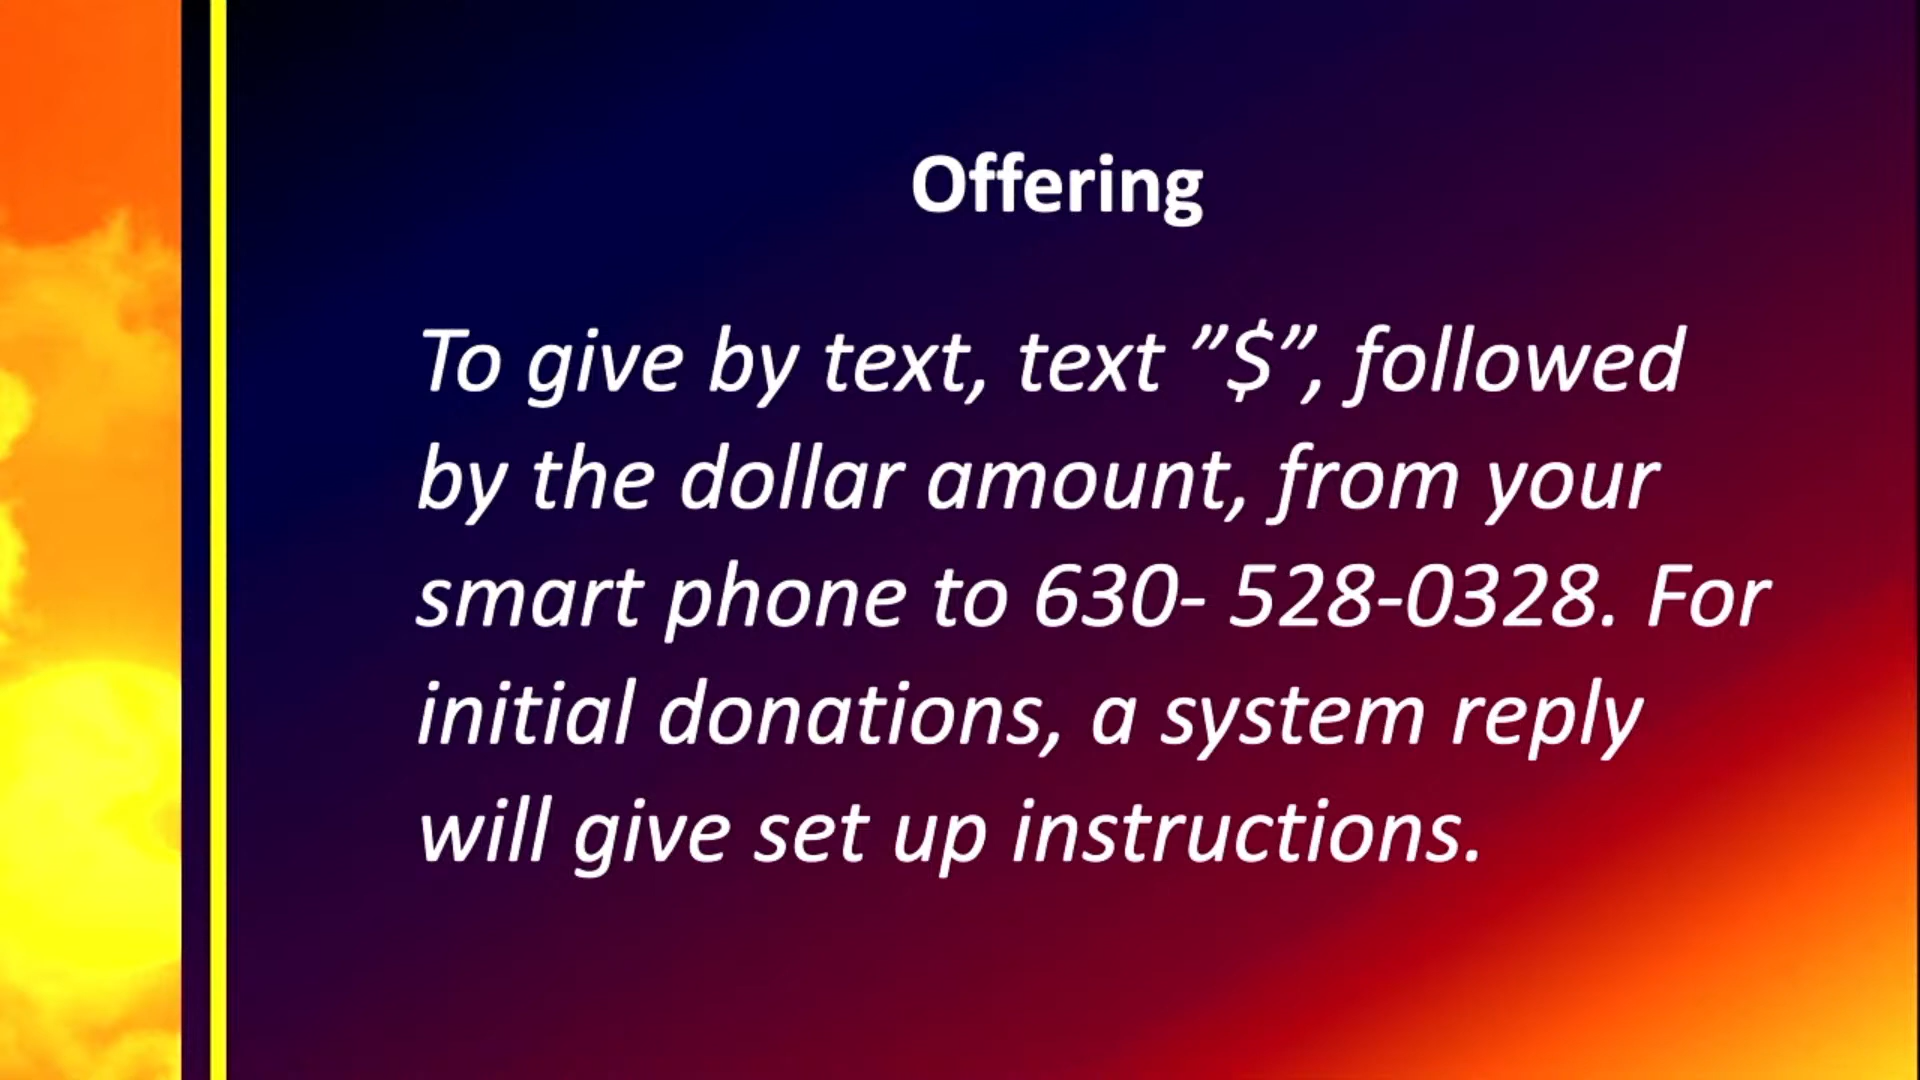 Offering
To give by text, text ”$”, followed
by the dollar amount, from your
smart phone to 630- 528-0328. For
initial donations, a system reply
will give set up instructions.